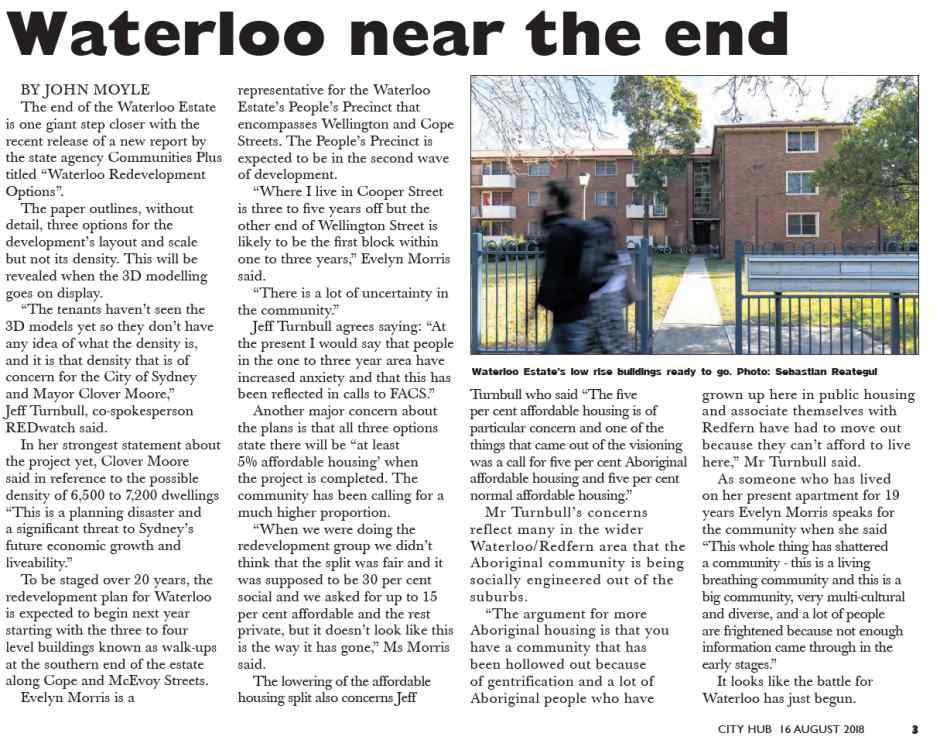 Waterloo near the end
BY JOHN MOYLE
The end of the Waterloo Estate
is one giant step closer with the
recent release of a new report by
the state agency Communities Plus
titled “Waterloo Redevelopment
Options”.
The paper outlines, without
detail, three options for the
development’s layout and scale
but not its density. This will be
revealed when the 3D modelling
goes on display.
“The tenants haven’t seen the
3D models yet so they don’t have
any idea of what the density is,
and it is that density that is of
concern for the City of Sydney
and Mayor Clover Moore,”
Jeff Turnbull, co-spokesperson
REDwatch said.
In her strongest statement about
the project yet, Clover Moore
said in reference to the possible
density of 6,500 to 7,200 dwellings
“This is a planning disaster and
a significant threat to Sydney’s
future economic growth and
liveability.”
To be staged over 20 years, the
redevelopment plan for Waterloo
is expected to begin next year
starting with the three to four
level buildings known as walk-ups
at the southern end of the estate
along Cope and McEvoy Streets.
Evelyn Morris is a
representative for the Waterloo
Estate’s People’s Precinct that
encompasses Wellington and Cope
Streets. The People’s Precinct is
expected to be in the second wave
of development.
“Where I live in Cooper Street
is three to five years off but the
other end of Wellington Street is
likely to be the first block within
one to three years,” Evelyn Morris
said.
“There is a lot of uncertainty in
the community.”
Jeff Turnbull agrees saying: “At
the present I would say that people
in the one to three year area have
increased anxiety and that this has
been reflected in calls to FACS.”
Another major concern about
the plans is that all three options
state there will be “at least
5% affordable housing’ when
the project is completed. The
community has been calling for a
much higher proportion.
“When we were doing the
redevelopment group we didn’t
think that the split was fair and it
was supposed to be 30 per cent
social and we asked for up to 15
per cent affordable and the rest
private, but it doesn’t look like this
is the way it has gone,” Ms Morris
said.
The lowering of the affordable
housing split also concerns Jeff
Waterloo Estate’s low rise buildings ready to go. Photo: Sebastian Reategui
Turnbull who said “The five
per cent affordable housing is of
particular concern and one of the
things that came out of the visioning
was a call for five per cent Aboriginal
affordable housing and five per cent
normal affordable housing.”
Mr Turnbull’s concerns
reflect many in the wider
Waterloo/Redfern area that the
Aboriginal community is being
socially engineered out of the
suburbs.
“The argument for more
Aboriginal housing is that you
have a community that has
been hollowed out because
of gentrification and a lot of
Aboriginal people who have
grown up here in public housing
and associate themselves with
Redfern have had to move out
because they can’t afford to live
here,” Mr Turnbull said.
As someone who has lived
on her present apartment for 19
years Evelyn Morris speaks for
the community when she said
“This whole thing has shattered
a community - this is a living
breathing community and this is a
big community, very multi-cultural
and diverse, and a lot of people
are frightened because not enough
information came through in the
early stages.”
It looks like the battle for
Waterloo has just begun.
CITY HUB 16 AUGUST 2018 3